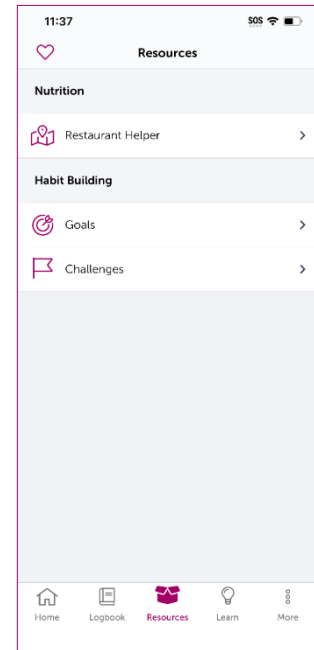 11:37 SOS
Resources
Nutrition
Restaurant Helper
Habit Building
Goals
Challenges
Home Logbook Resources Learn More